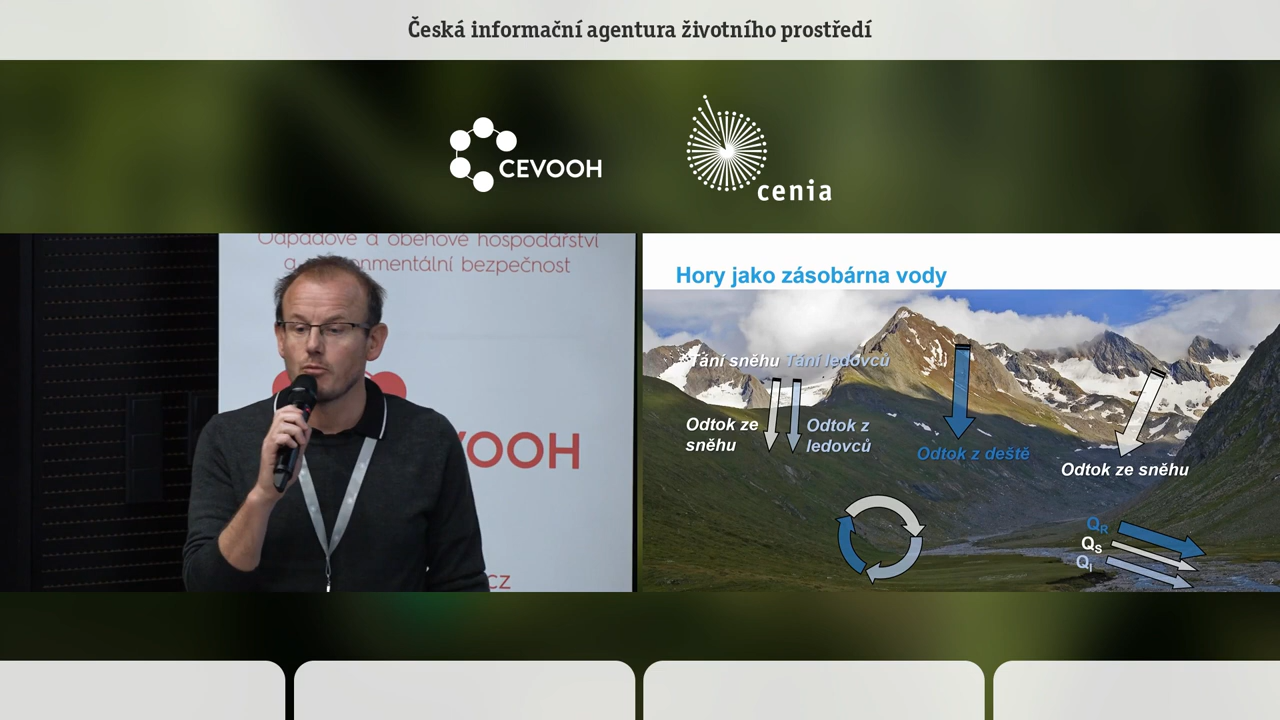 Česká informační agentura životního prostředí
CEVOOH
cenia
Odpadové a oběhové hospodářství
a environmentální bezpečnost
VOOH
cz
Hory jako zásobárna vody
Tání sněhu Tání ledovců
Odtok ze
sněhu
Odtok z
ledovců
Odtok z deště
Odtok ze sněhu
QR
QS
QI